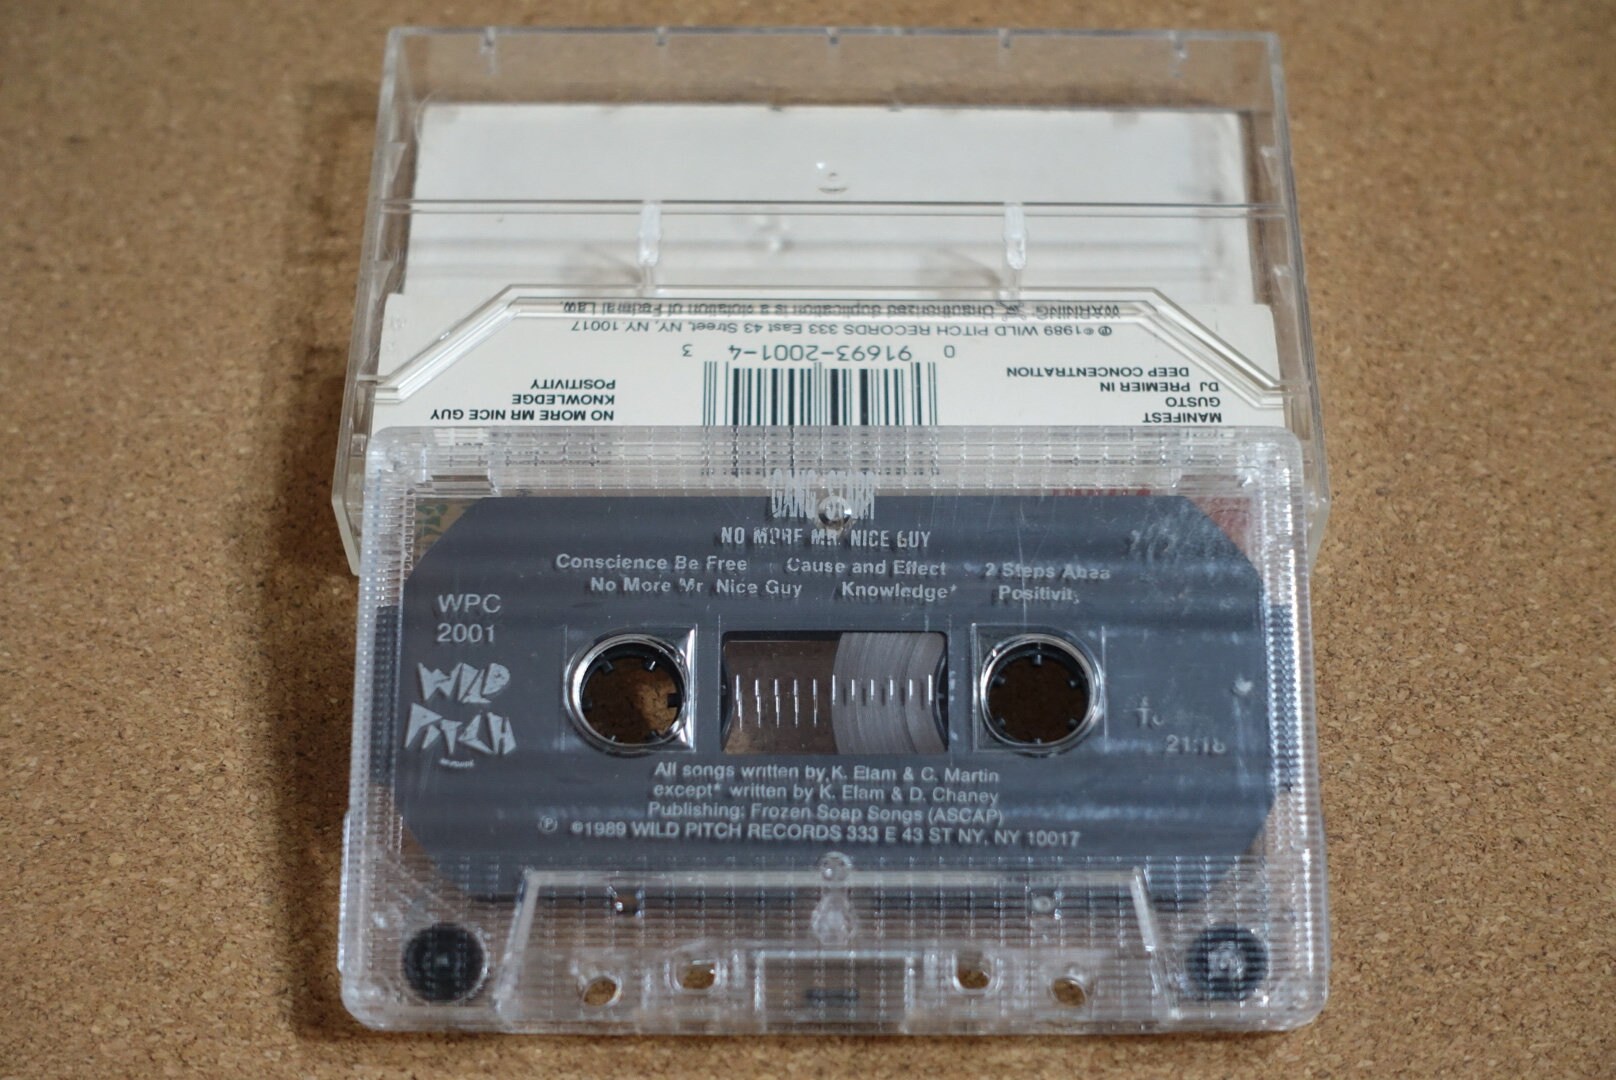 WARNING: Unauthorized duplication is a violation of Federal Law.
℗©1989 WILD PITCH RECORDS 333 East 43 Street, NY, NY. 10017
0 91693-2001-4 3
MANIFEST
GUSTO
DJ PREMIER IN
DEEP CONCENTRATION
NO MORE MR NICE GUY
KNOWLEDGE
POSITIVITY
GANG STARR
NO MORE MR. NICE GUY
Conscience Be Free Cause and Effect 2 Steps
No More Mr Nice Guy Knowledge*
WPC
2001
WILD
PITCH
21:18
All songs written by K. Elam & C. Martin
except* written by K. Elam & D. Chaney
Publishing: Frozen Soap Songs (ASCAP)
℗ ©1989 WILD PITCH RECORDS 333 E 43 ST NY, NY 10017